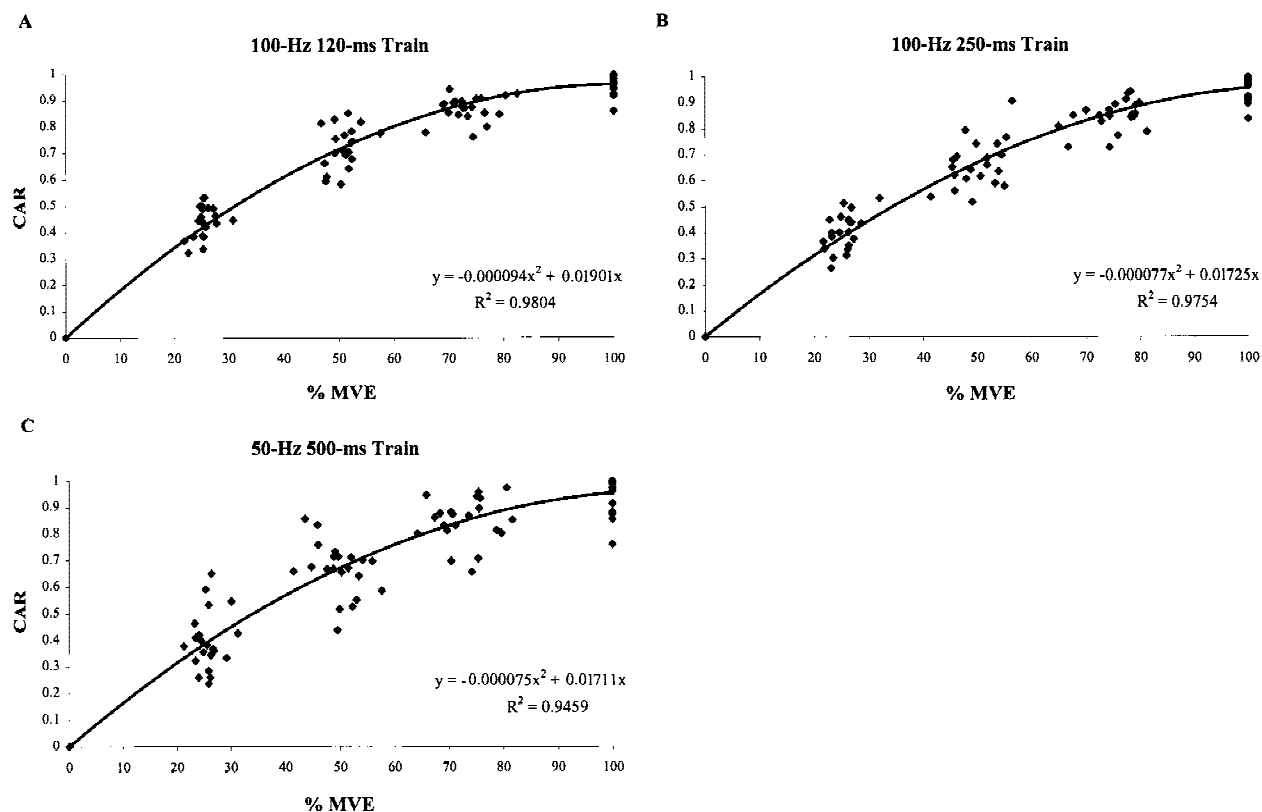 A
100-Hz 120-ms Train
1
0.9
0.8
0.7
0.6
0.5
0.4
0.3
0.2
0.1
0
CAR
y = -0.000094x² + 0.01901x
R² = 0.9804
0 10 20 30 40 50 60 70 80 90 100
% MVE
B
100-Hz 250-ms Train
1
0.9
0.8
0.7
0.6
0.5
0.4
0.3
0.2
0.1
0
y = -0.000077x² + 0.01725x
R² = 0.9754
0 10 20 30 40 50 60 70 80 90 100
% MVE
C
50-Hz 500-ms Train
1
0.9
0.8
0.7
0.6
0.5
0.4
0.3
0.2
0.1
0
CAR
y = -0.000075x² + 0.01711x
R² = 0.9459
0 10 20 30 40 50 60 70 80 90 100
% MVE